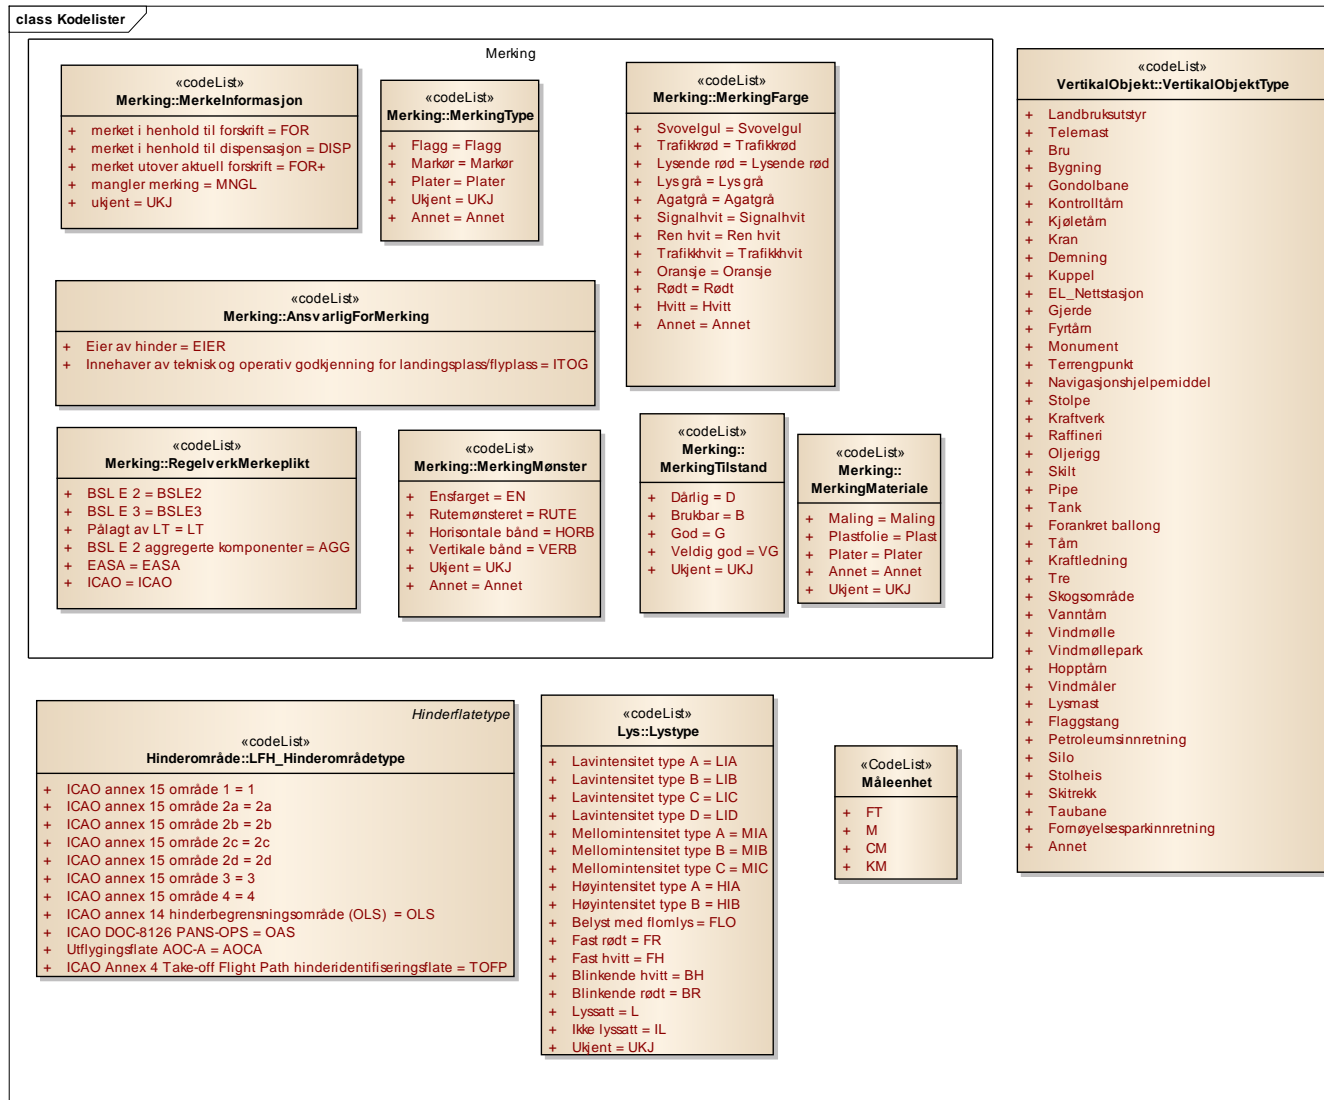 class Kodelister
Merking
«codeList»
Merking::MerkeInformasjon
+ merket i henhold til forskrift = FOR
+ merket i henhold til dispensasjon = DISP
+ merket utover aktuell forskrift = FOR+
+ mangler merking = MNGL
+ ukjent = UKJ
«codeList»
Merking::MerkingType
+ Flagg = Flagg
+ Markør = Markør
+ Plater = Plater
+ Ukjent = UKJ
+ Annet = Annet
«codeList»
Merking::MerkingFarge
+ Svovelgul = Svovelgul
+ Trafikkrød = Trafikkrød
+ Lysende rød = Lysende rød
+ Lys grå = Lys grå
+ Agatgrå = Agatgrå
+ Signalhvit = Signalhvit
+ Ren hvit = Ren hvit
+ Trafikkhvit = Trafikkhvit
+ Oransje = Oransje
+ Rødt = Rødt
+ Hvitt = Hvitt
+ Annet = Annet
«codeList»
Merking::AnsvarligForMerking
+ Eier av hinder = EIER
+ Innehaver av teknisk og operativ godkjenning for landingsplass/flyplass = ITOG
«codeList»
Merking::RegelverkMerkeplikt
+ BSL E 2 = BSLE2
+ BSL E 3 = BSLE3
+ Pålagt av LT = LT
+ BSL E 2 aggregerte komponenter = AGG
+ EASA = EASA
+ ICAO = ICAO
«codeList»
Merking::MerkingMønster
+ Ensfarget = EN
+ Rutemønsteret = RUTE
+ Horisontale bånd = HORB
+ Vertikale bånd = VERB
+ Ukjent = UKJ
+ Annet = Annet
«codeList»
Merking::
MerkingTilstand
+ Dårlig = D
+ Brukbar = B
+ God = G
+ Veldig god = VG
+ Ukjent = UKJ
«codeList»
Merking::
MerkingMateriale
+ Maling = Maling
+ Plastfolie = Plast
+ Plater = Plater
+ Annet = Annet
+ Ukjent = UKJ
«codeList»
VertikalObjekt::VertikalObjektType
+ Landbruksutstyr
+ Telemast
+ Bru
+ Bygning
+ Gondolbane
+ Kontrolltårn
+ Kjøletårn
+ Kran
+ Demning
+ Kuppel
+ EL_Nettstasjon
+ Gjerde
+ Fyrtårn
+ Monument
+ Terrengpunkt
+ Navigasjonshjelpemiddel
+ Stolpe
+ Kraftverk
+ Raffineri
+ Oljerigg
+ Skilt
+ Pipe
+ Tank
+ Forankret ballong
+ Tårn
+ Kraftledning
+ Tre
+ Skogsområde
+ Vanntårn
+ Vindmølle
+ Vindmøllepark
+ Hopptårn
+ Vindmåler
+ Lysmast
+ Flaggstang
+ Petroleumsinnretning
+ Silo
+ Stolheis
+ Skitrekk
+ Taubane
+ Fornøyelsesparkinnretning
+ Annet
Hinderflatetype
«codeList»
Hinderområde::LFH_Hinderområdetype
+ ICAO annex 15 område 1 = 1
+ ICAO annex 15 område 2a = 2a
+ ICAO annex 15 område 2b = 2b
+ ICAO annex 15 område 2c = 2c
+ ICAO annex 15 område 2d = 2d
+ ICAO annex 15 område 3 = 3
+ ICAO annex 15 område 4 = 4
+ ICAO annex 14 hinderbegrensningsområde (OLS) = OLS
+ ICAO DOC-8126 PANS-OPS = OAS
+ Utflygingsflate AOC-A = AOCA
+ ICAO Annex 4 Take-off Flight Path hinderidentifiseringsflate = TOFP
«codeList»
Lys::Lystype
+ Lavintensitet type A = LIA
+ Lavintensitet type B = LIB
+ Lavintensitet type C = LIC
+ Lavintensitet type D = LID
+ Mellomintensitet type A = MIA
+ Mellomintensitet type B = MIB
+ Mellomintensitet type C = MIC
+ Høyintensitet type A = HIA
+ Høyintensitet type B = HIB
+ Belyst med flomlys = FLO
+ Fast rødt = FR
+ Fast hvitt = FH
+ Blinkende hvitt = BH
+ Blinkende rødt = BR
+ Lyssatt = L
+ Ikke lyssatt = IL
+ Ukjent = UKJ
«CodeList»
Måleenhet
+ FT
+ M
+ CM
+ KM